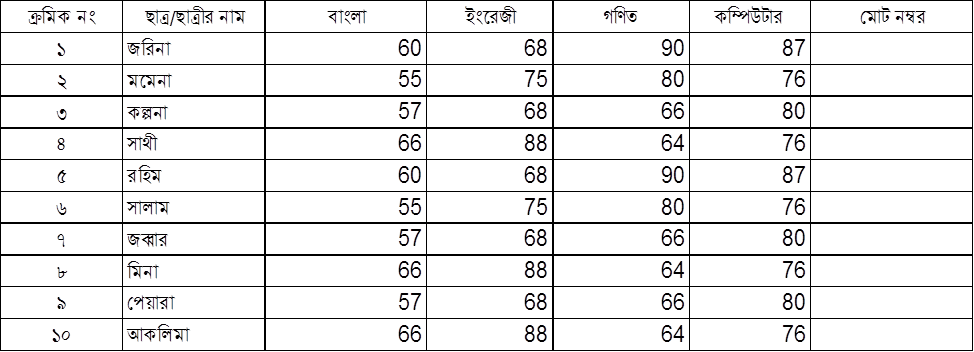 ক্রমিক নং ছাত্র/ছাত্রীর নাম বাংলা ইংরেজী গণিত কম্পিউটার মোট নম্বর
১ জরিনা 60 68 90 87
২ মমেনা 55 75 80 76
৩ কল্পনা 57 68 66 80
৪ সাথী 66 88 64 76
৫ রহিম 60 68 90 87
৬ সালাম 55 75 80 76
৭ জব্বার 57 68 66 80
৮ মিনা 66 88 64 76
৯ পেয়ারা 57 68 66 80
১০ আকলিমা 66 88 64 76